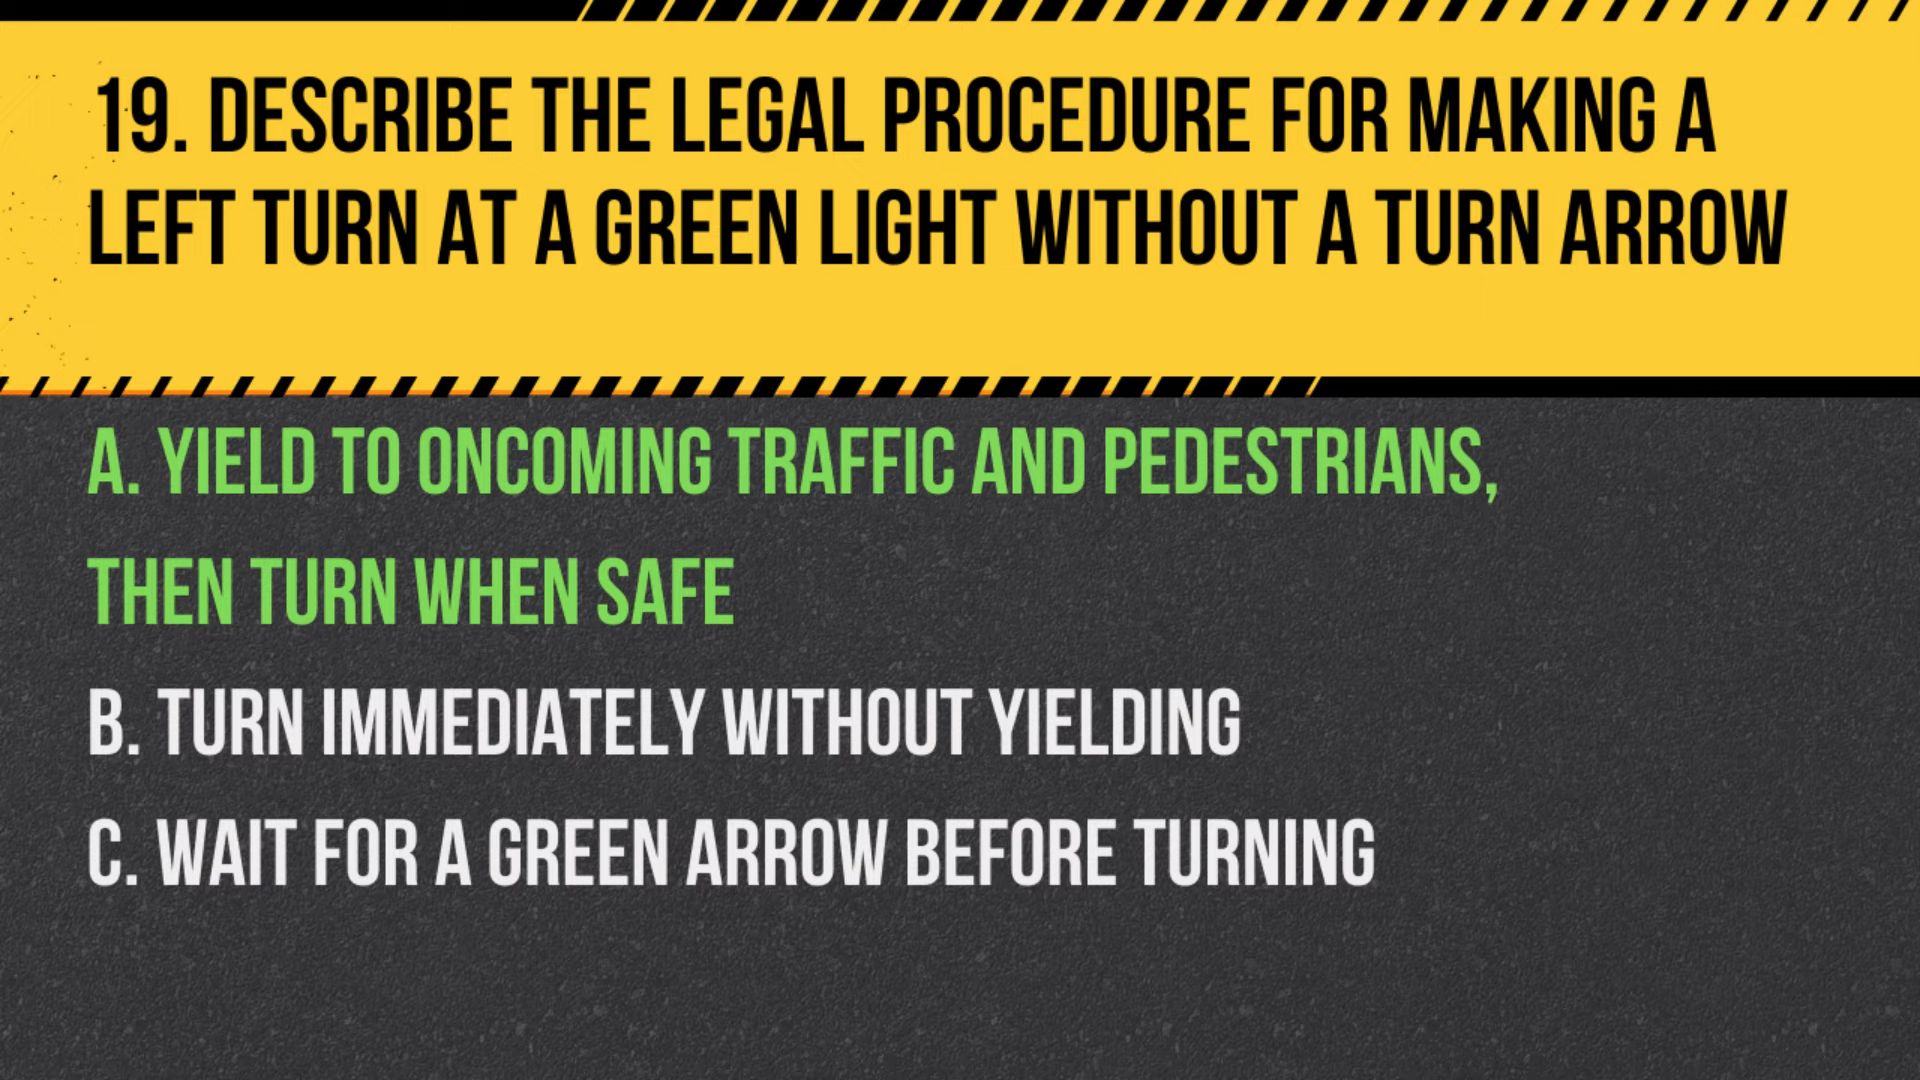 19. DESCRIBE THE LEGAL PROCEDURE FOR MAKING A
LEFT TURN AT A GREEN LIGHT WITHOUT A TURN ARROW
A. YIELD TO ONCOMING TRAFFIC AND PEDESTRIANS,
THEN TURN WHEN SAFE
B. TURN IMMEDIATELY WITHOUT YIELDING
C. WAIT FOR A GREEN ARROW BEFORE TURNING